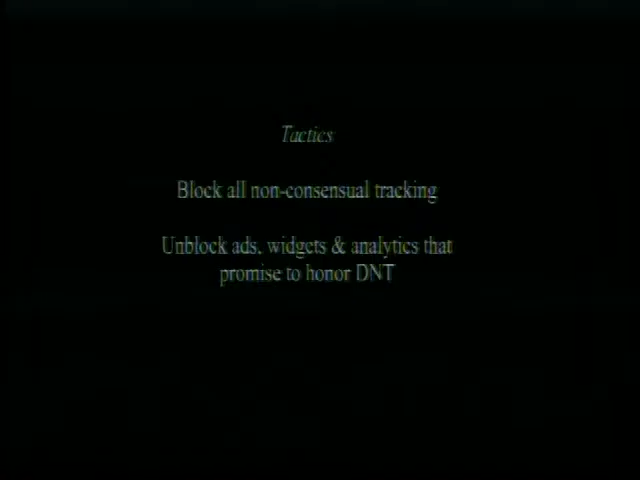 Tactics
Block all non-consensual tracking
Unblock ads, widgets & analytics that
promise to honor DNT